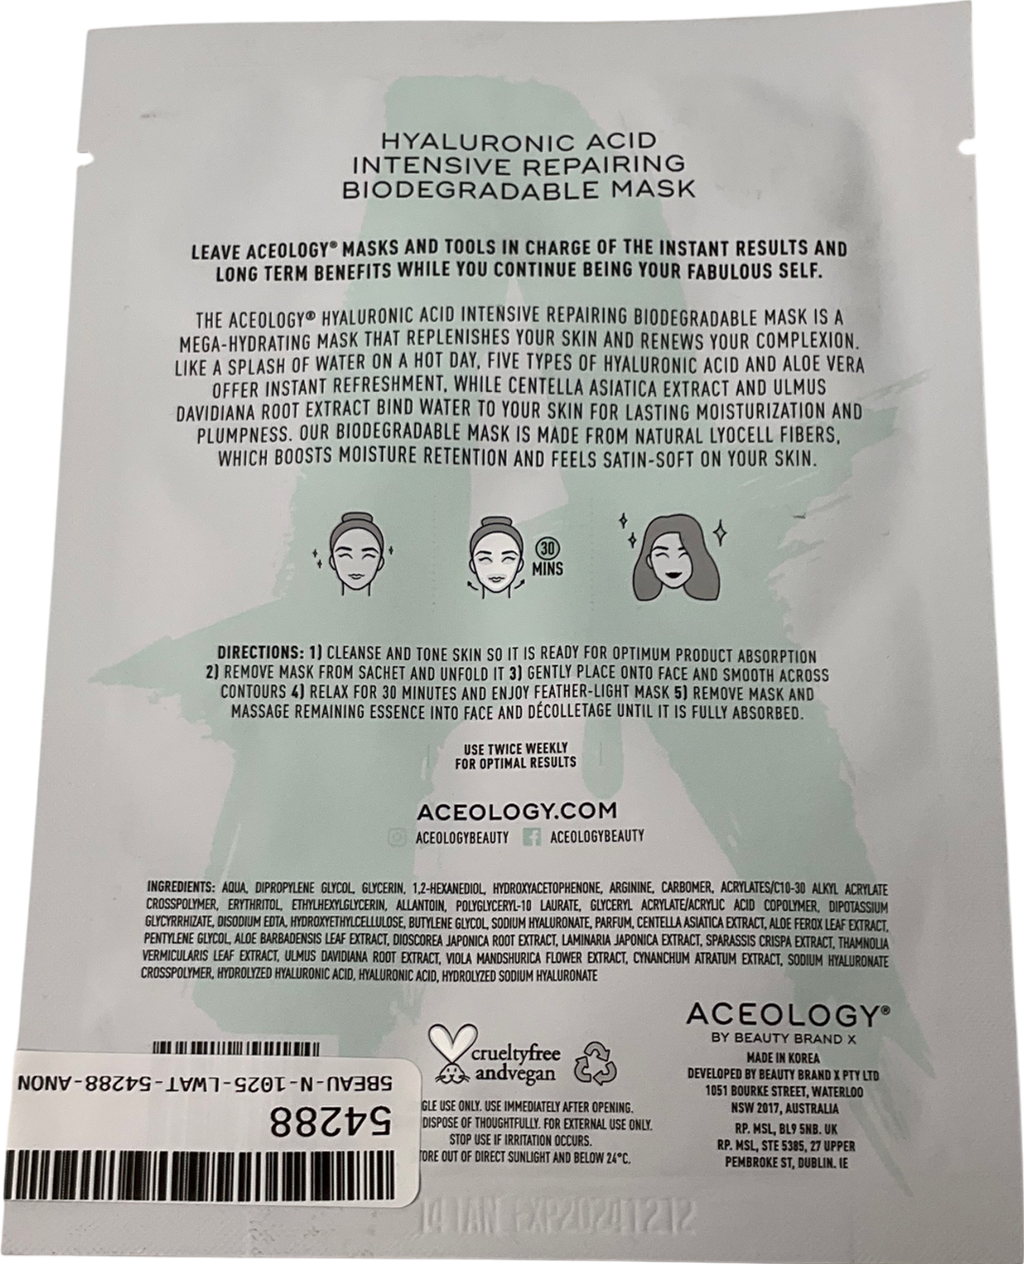 HYALURONIC ACID
INTENSIVE REPAIRING
BIODEGRADABLE MASK
LEAVE ACEOLOGY® MASKS AND TOOLS IN CHARGE OF THE INSTANT RESULTS AND
LONG TERM BENEFITS WHILE YOU CONTINUE BEING YOUR FABULOUS SELF.
THE ACEOLOGY® HYALURONIC ACID INTENSIVE REPAIRING BIODEGRADABLE MASK IS A
MEGA-HYDRATING MASK THAT REPLENISHES YOUR SKIN AND RENEWS YOUR COMPLEXION.
LIKE A SPLASH OF WATER ON A HOT DAY, FIVE TYPES OF HYALURONIC ACID AND ALOE VERA
OFFER INSTANT REFRESHMENT, WHILE CENTELLA ASIATICA EXTRACT AND ULMUS
DAVIDIANA ROOT EXTRACT BIND WATER TO YOUR SKIN FOR LASTING MOISTURIZATION AND
PLUMPNESS. OUR BIODEGRADABLE MASK IS MADE FROM NATURAL LYOCELL FIBERS,
WHICH BOOSTS MOISTURE RETENTION AND FEELS SATIN-SOFT ON YOUR SKIN.
30
MINS
DIRECTIONS: 1) CLEANSE AND TONE SKIN SO IT IS READY FOR OPTIMUM PRODUCT ABSORPTION
2) REMOVE MASK FROM SACHET AND UNFOLD IT 3) GENTLY PLACE ONTO FACE AND SMOOTH ACROSS
CONTOURS 4) RELAX FOR 30 MINUTES AND ENJOY FEATHER-LIGHT MASK 5) REMOVE MASK AND
MASSAGE REMAINING ESSENCE INTO FACE AND DÉCOLLETAGE UNTIL IT IS FULLY ABSORBED.
USE TWICE WEEKLY
FOR OPTIMAL RESULTS
ACEOLOGY.COM
ACEOLOGYBEAUTY ACEOLOGYBEAUTY
INGREDIENTS: AQUA, DIPROPYLENE GLYCOL, GLYCERIN, 1,2-HEXANEDIOL, HYDROXYACETOPHENONE, ARGININE, CARBOMER, ACRYLATES/C10-30 ALKYL ACRYLATE
CROSSPOLYMER, ERYTHRITOL, ETHYLHEXYLGLYCERIN, ALLANTOIN, POLYGLYCERYL-10 LAURATE, GLYCERYL ACRYLATE/ACRYLIC ACID COPOLYMER, DIPOTASSIUM
GLYCYRRHIZATE, DISODIUM EDTA, HYDROXYETHYLCELLULOSE, BUTYLENE GLYCOL, SODIUM HYALURONATE, PARFUM, CENTELLA ASIATICA EXTRACT, ALOE FEROX LEAF EXTRACT,
PENTYLENE GLYCOL, ALOE BARBADENSIS LEAF EXTRACT, DIOSCOREA JAPONICA ROOT EXTRACT, LAMINARIA JAPONICA EXTRACT, SPARASSIS CRISPA EXTRACT, THAMNOLIA
VERMICULARIS LEAF EXTRACT, ULMUS DAVIDIANA ROOT EXTRACT, VIOLA MANDSHURICA FLOWER EXTRACT, CYNANCHUM ATRATUM EXTRACT, SODIUM HYALURONATE
CROSSPOLYMER, HYDROLYZED HYALURONIC ACID, HYALURONIC ACID, HYDROLYZED SODIUM HYALURONATE
ACEOLOGY®
BY BEAUTY BRAND X
MADE IN KOREA
DEVELOPED BY BEAUTY BRAND X PTY LTD
1051 BOURKE STREET, WATERLOO
NSW 2017, AUSTRALIA
RP. MSL, BL9 5NB. UK
RP. MSL, STE 5385, 27 UPPER
PEMBROKE ST, DUBLIN. IE
crueltyfree
andvegan
GLE USE ONLY. USE IMMEDIATELY AFTER OPENING.
DISPOSE OF THOUGHTFULLY. FOR EXTERNAL USE ONLY.
STOP USE IF IRRITATION OCCURS.
ORE OUT OF DIRECT SUNLIGHT AND BELOW 24°C.
54288
5BEAU-N-1025-LWAT-54288-ANON
EXP20241212